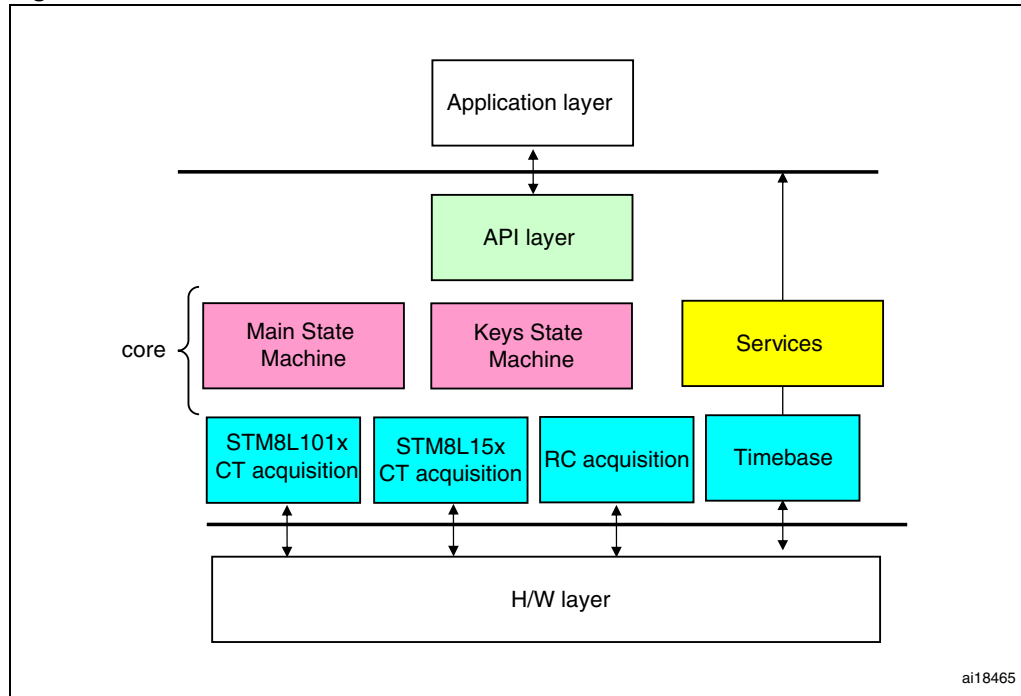 Application layer
API layer
core
Main State
Machine
Keys State
Machine
Services
STM8L101x
CT acquisition
STM8L15x
CT acquisition
RC acquisition
Timebase
H/W layer
ai18465